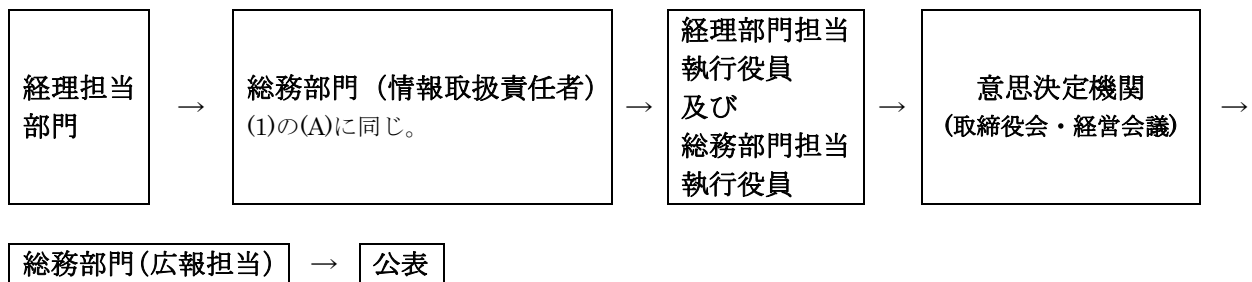 経理担当
部門
→
総務部門（情報取扱責任者）
(1)の(A)に同じ。
→
経理部門担当
執行役員
及び
総務部門担当
執行役員
→
意思決定機関
(取締役会・経営会議)
→
総務部門(広報担当) → 公表